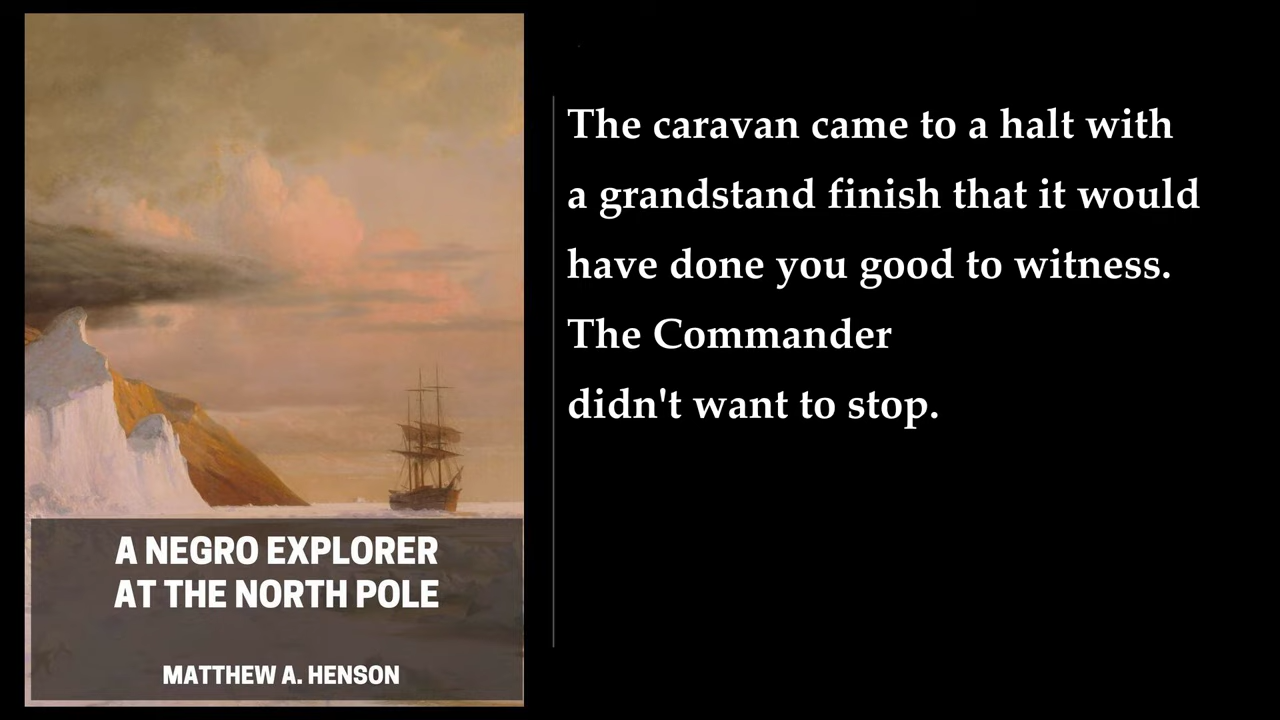 The caravan came to a halt with
a grandstand finish that it would
have done you good to witness.
The Commander
didn't want to stop.
A NEGRO EXPLORER
AT THE NORTH POLE
MATTHEW A. HENSON